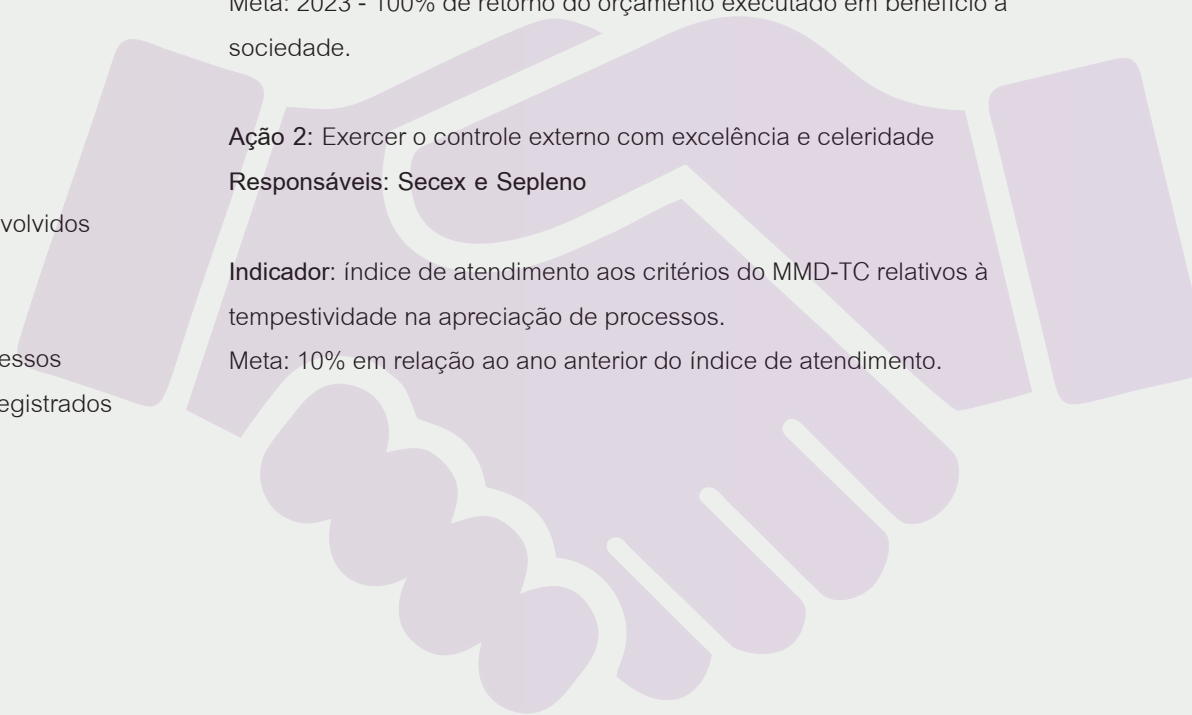 Meta: 2023 - 100% de retorno do orçamento executado em benefício à
sociedade.
Ação 2: Exercer o controle externo com excelência e celeridade
Responsáveis: Secex e Sepleno
Indicador: índice de atendimento aos critérios do MMD-TC relativos à
tempestividade na apreciação de processos.
Meta: 10% em relação ao ano anterior do índice de atendimento.
volvidos
essos
egistrados